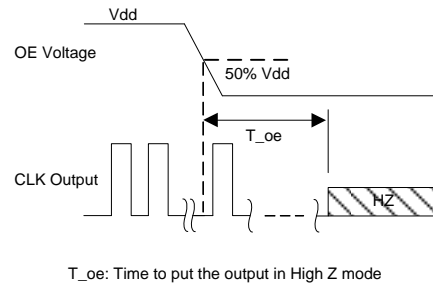 Vdd
OE Voltage
50% Vdd
T_oe
CLK Output
HZ
T_oe: Time to put the output in High Z mode